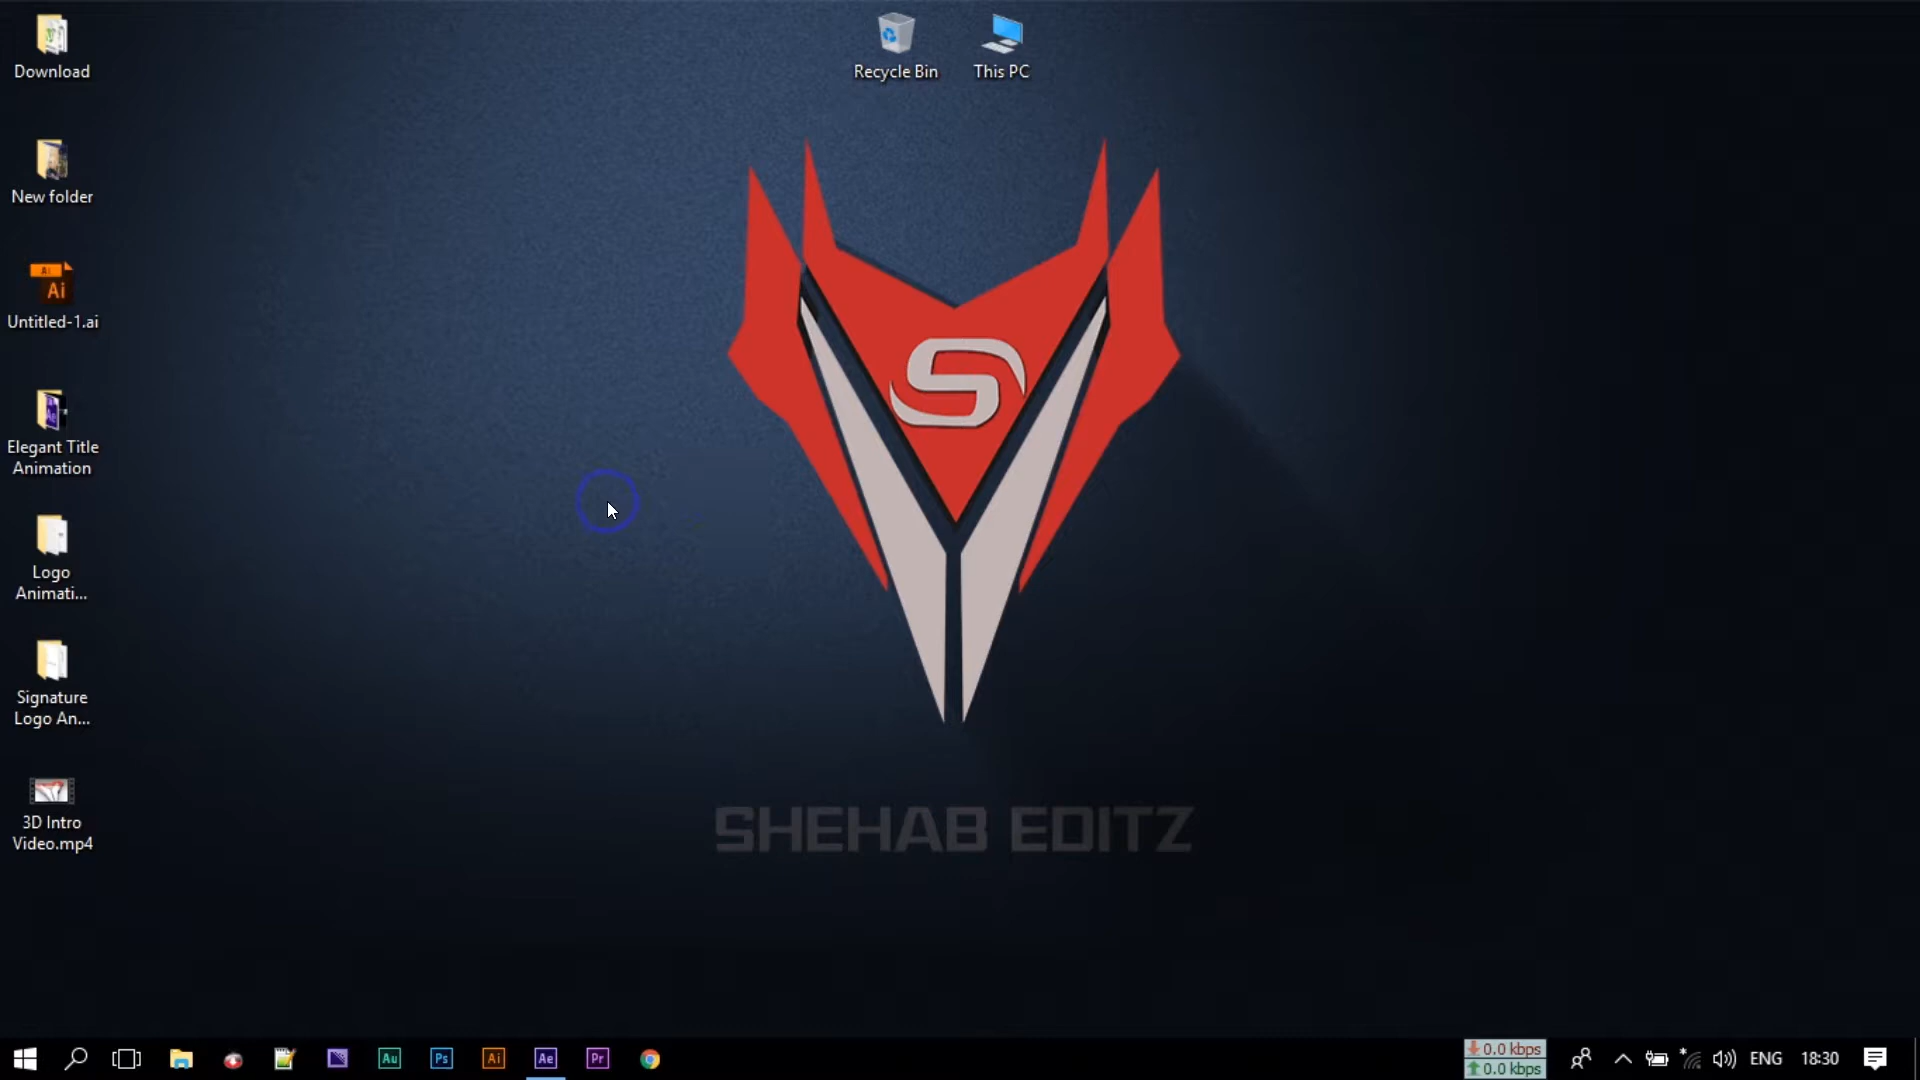 Download
Recycle Bin
This PC
New folder
Ai
Ai
Untitled-1.ai
Ae
Elegant Title
Animation
Logo
Animati...
Signature
Logo An...
3D Intro
Video.mp4
S
SHEHAB EDITZ
Au
Ps
Ai
Ae
Pr
0.0 kbps
0.0 kbps
ENG
18:30